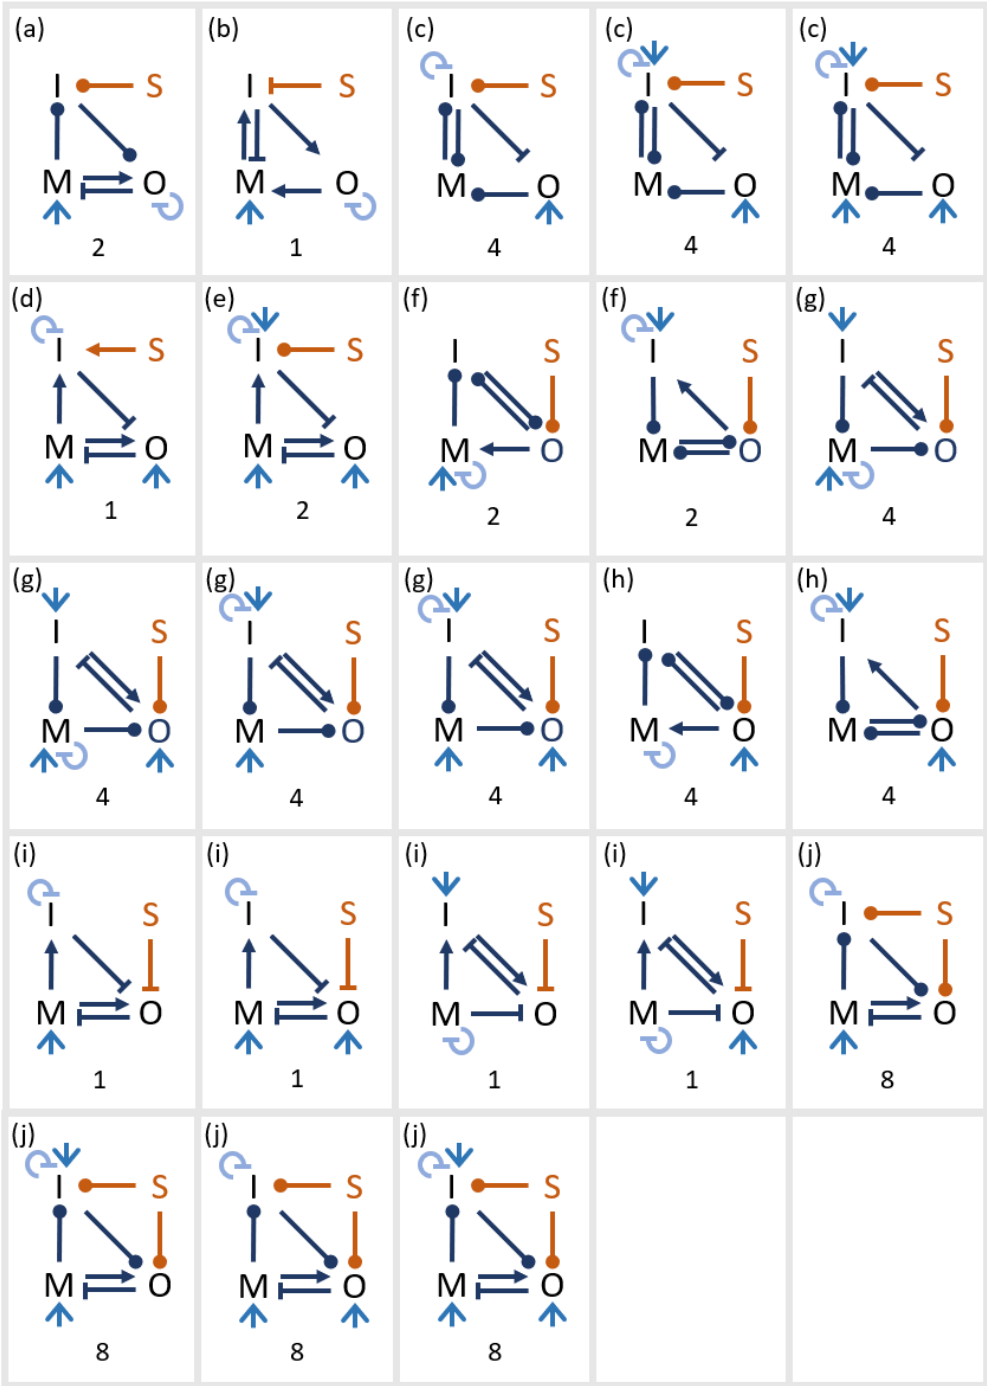 (a) (b) (c) (c) (c)
I S I S I S I S I S
M O M O M O M O M O
2 1 4 4 4
(d) (e) (f) (f) (g)
I S I S I S I S I S
M O M O M O M O M O
1 2 2 2 4
(g) (g) (g) (h) (h)
I S I S I S I S I S
M O M O M O M O M O
4 4 4 4 4
(i) (i) (i) (i) (j)
I S I S I S I S I S
M O M O M O M O M O
1 1 1 1 8
(j) (j) (j)
I S I S I S
M O M O M O
8 8 8